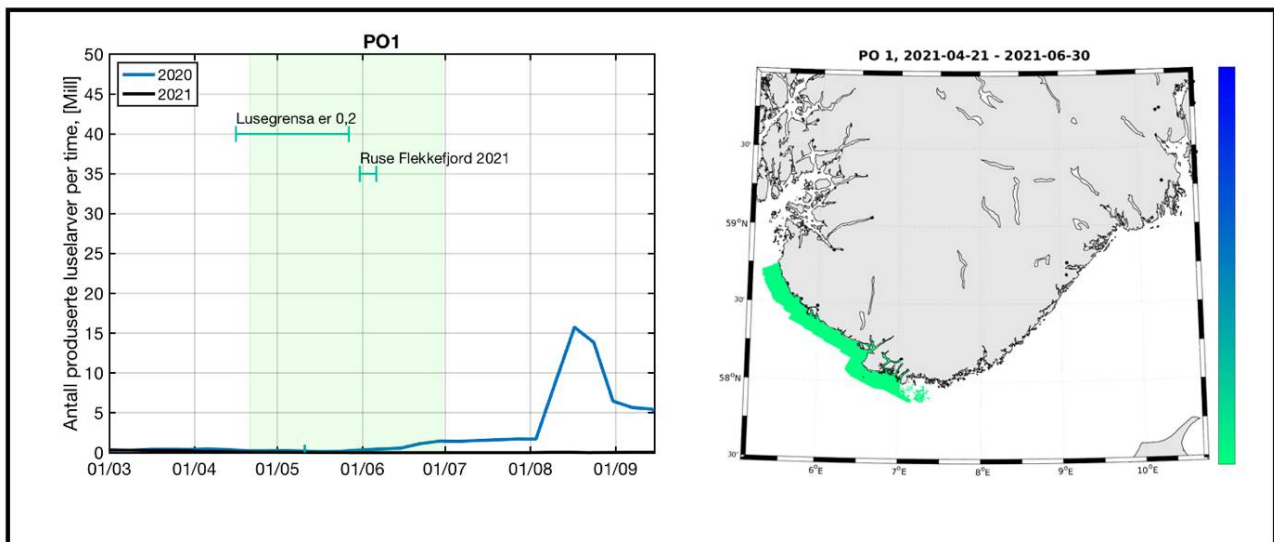 PO1
Antall produserte luselarver per time, [Mill]
50
45
40
35
30
25
20
15
10
5
0
2020
2021
Lusegrensa er 0,2
Ruse Flekkefjord 2021
01/03 01/04 01/05 01/06 01/07 01/08 01/09
PO 1, 2021-04-21 - 2021-06-30
30'
59°N
30'
58°N
30'
6°E 7°E 8°E 9°E 10°E